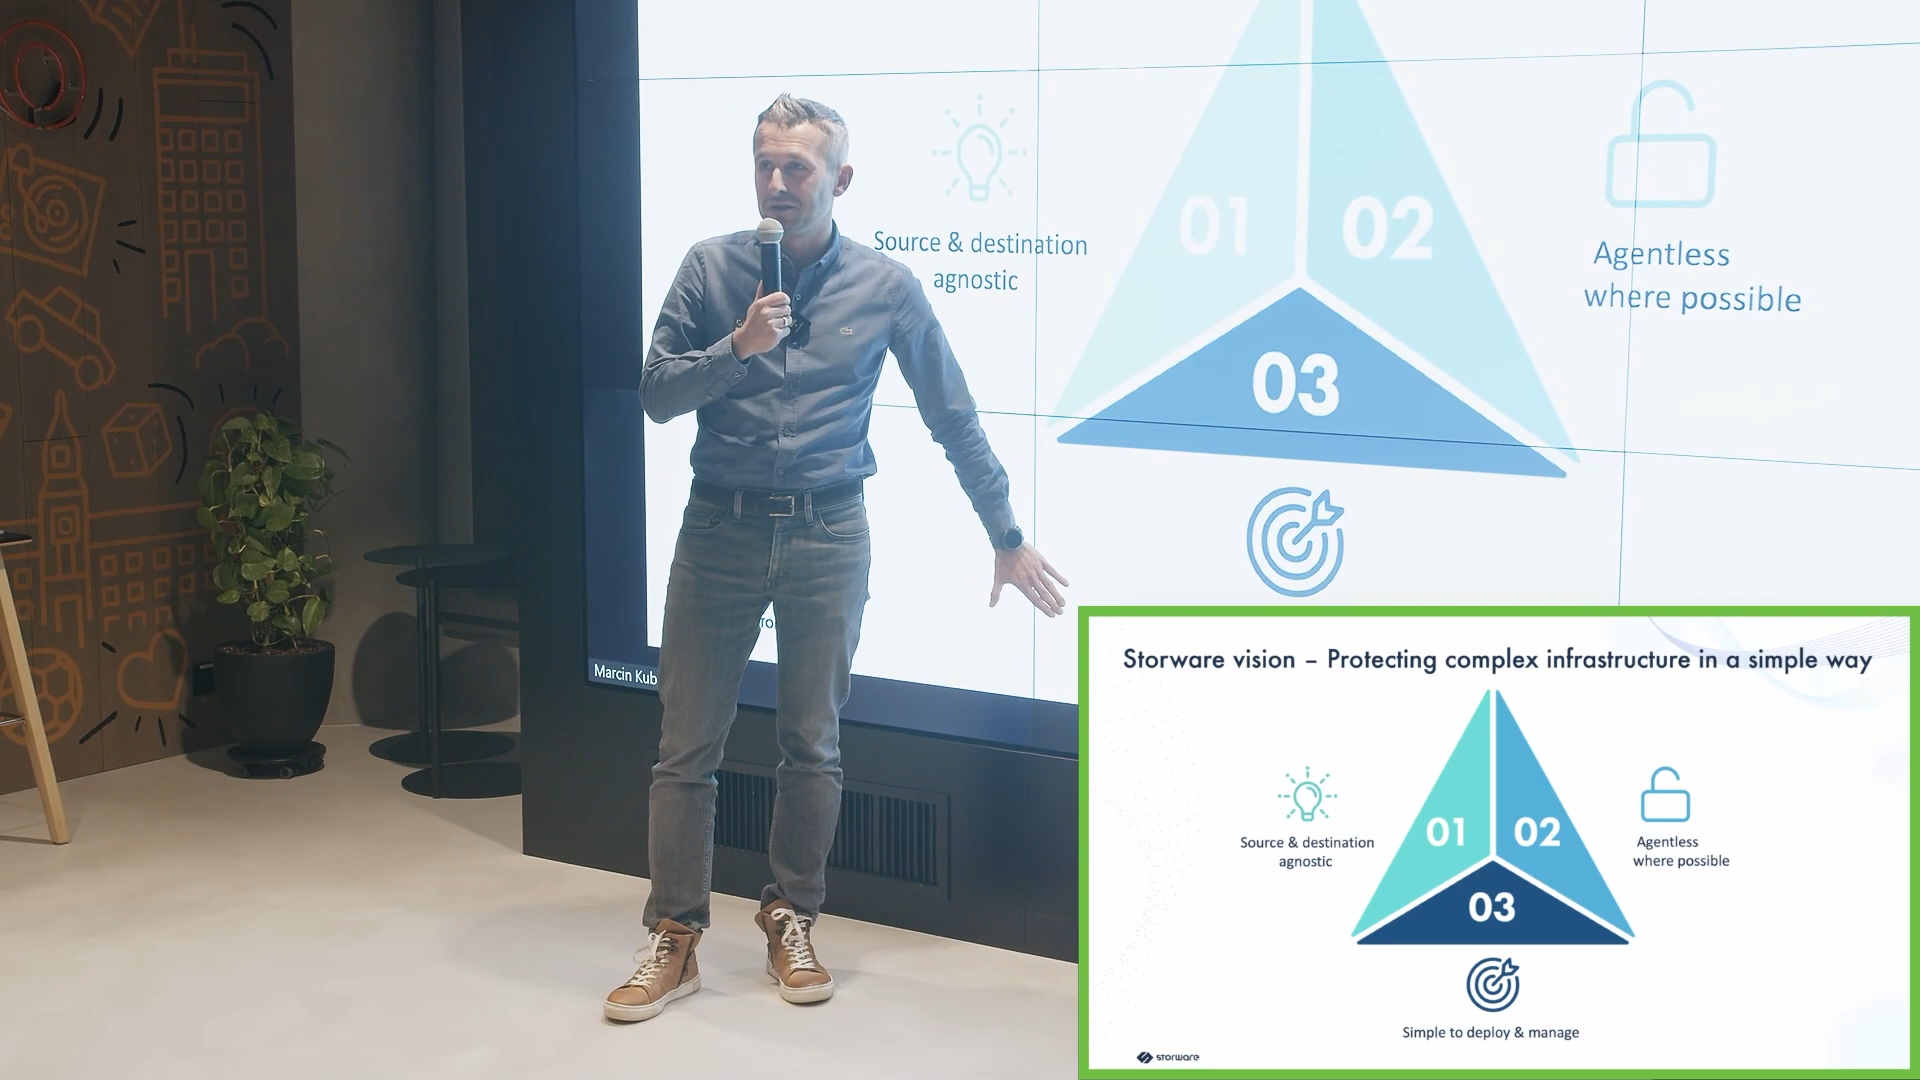 01
02
Source & destination
agnostic
Agentless
where possible
03
Marcin Kub
Storware vision – Protecting complex infrastructure in a simple way
01
02
Source & destination
agnostic
Agentless
where possible
03
Simple to deploy & manage
storware